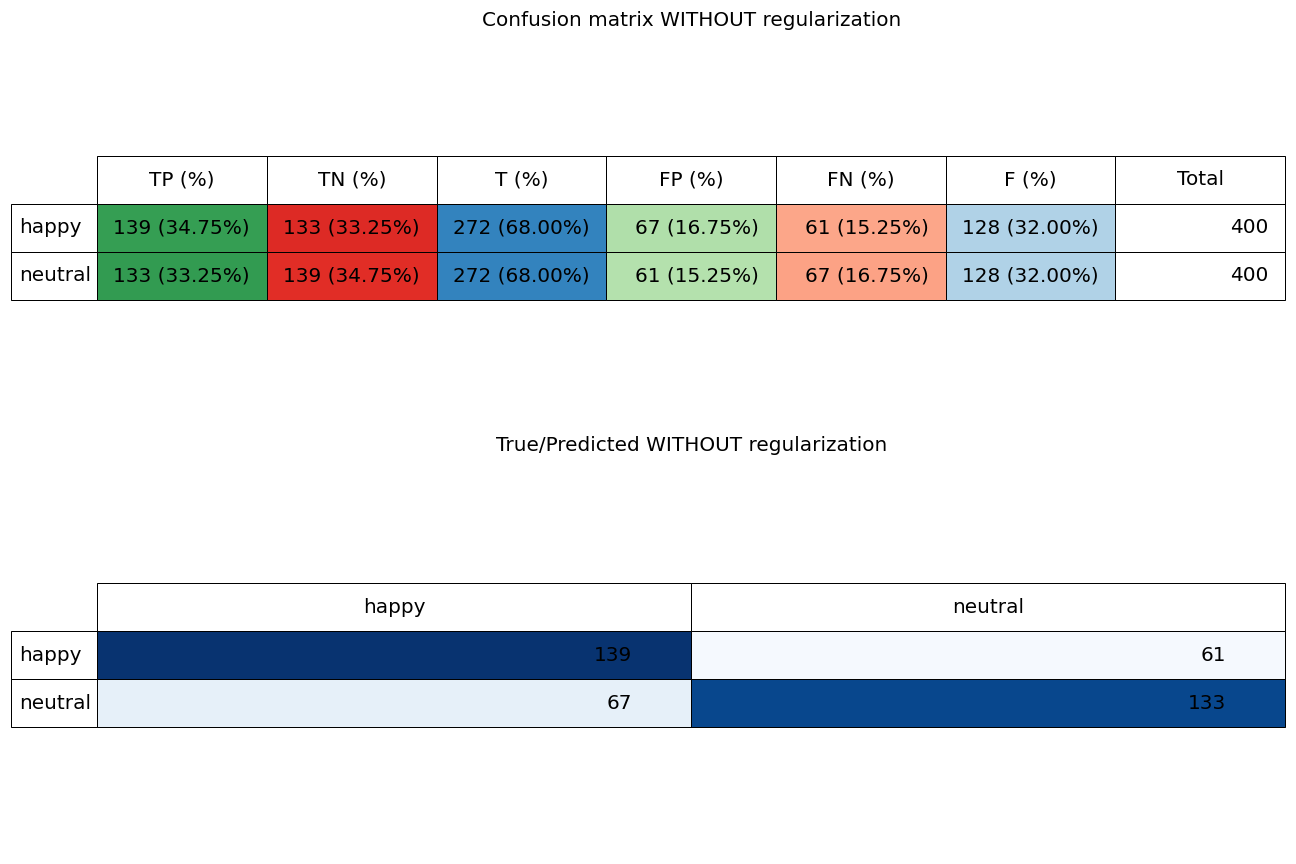 Confusion matrix WITHOUT regularization
TP (%) TN (%) T (%) FP (%) FN (%) F (%) Total
happy 139 (34.75%) 133 (33.25%) 272 (68.00%) 67 (16.75%) 61 (15.25%) 128 (32.00%) 400
neutral 133 (33.25%) 139 (34.75%) 272 (68.00%) 61 (15.25%) 67 (16.75%) 128 (32.00%) 400
True/Predicted WITHOUT regularization
happy neutral
happy 139 61
neutral 67 133